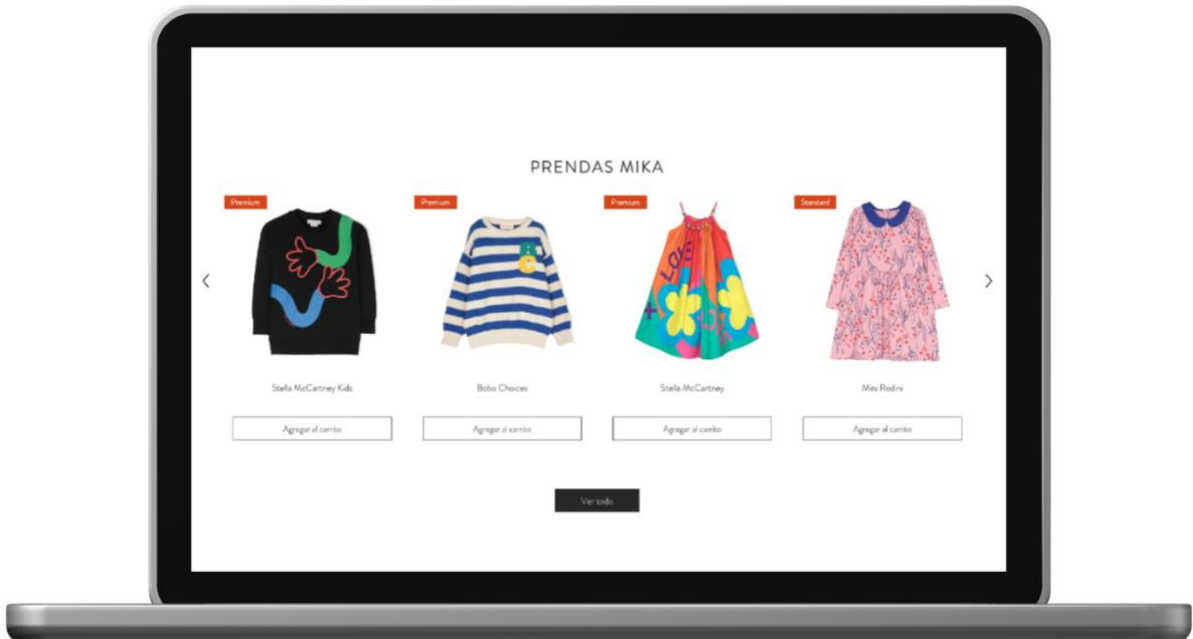 PRENDAS MIKA
Premium
Premium
Premium
Standard
LOVE
Stella McCartney Kids
Bobo Choices
Stella McCartney
Mini Rodini
Agregar al carrito
Agregar al carrito
Agregar al carrito
Agregar al carrito
Ver todo